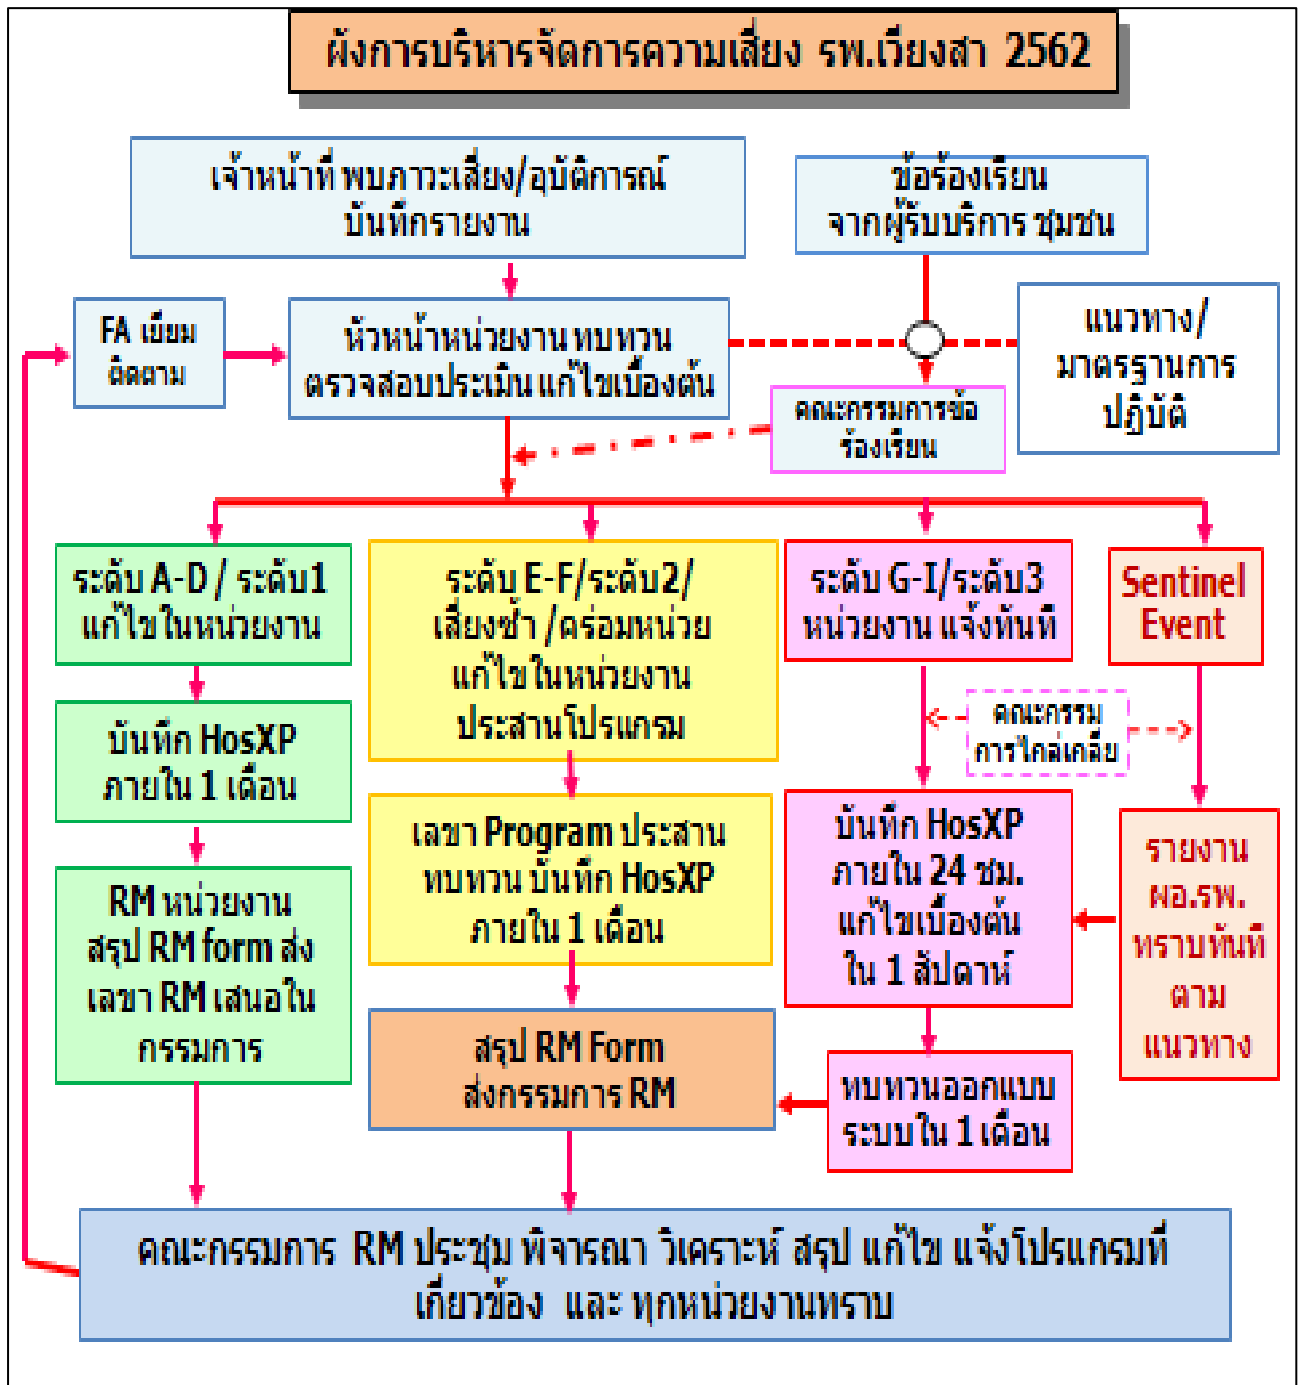 ผังการบริหารจัดการความเสี่ยง รพ.เวียงสา 2562
เจ้าหน้าที่ พบภาวะเสี่ยง/อุบัติการณ์
บันทึกรายงาน
ข้อร้องเรียน
จากผู้รับบริการ ชุมชน
FA เยี่ยม
ติดตาม
หัวหน้าหน่วยงาน ทบทวน
ตรวจสอบประเมิน แก้ไขเบื้องต้น
แนวทาง/
มาตรฐานการ
ปฏิบัติ
คณะกรรมการข้อ
ร้องเรียน
ระดับ A-D / ระดับ1
แก้ไขในหน่วยงาน
ระดับ E-F/ระดับ2/
เสี่ยงซ้ำ /คร่อมหน่วย
แก้ไขในหน่วยงาน
ประสานโปรแกรม
ระดับ G-I/ระดับ3
หน่วยงาน แจ้งทันที
Sentinel
Event
คณะกรรม
การไกล่เกลี่ย
บันทึก HosXP
ภายใน 1 เดือน
เลขา Program ประสาน
ทบทวน บันทึก HosXP
ภายใน 1 เดือน
บันทึก HosXP
ภายใน 24 ชม.
แก้ไขเบื้องต้น
ใน 1 สัปดาห์
รายงาน
ผอ.รพ.
ทราบทันที
ตาม
แนวทาง
RM หน่วยงาน
สรุป RM form ส่ง
เลขา RM เสนอใน
กรรมการ
สรุป RM Form
ส่งกรรมการ RM
ทบทวนออกแบบ
ระบบใน 1 เดือน
คณะกรรมการ RM ประชุม พิจารณา วิเคราะห์ สรุป แก้ไข แจ้งโปรแกรมที่
เกี่ยวข้อง และ ทุกหน่วยงานทราบ